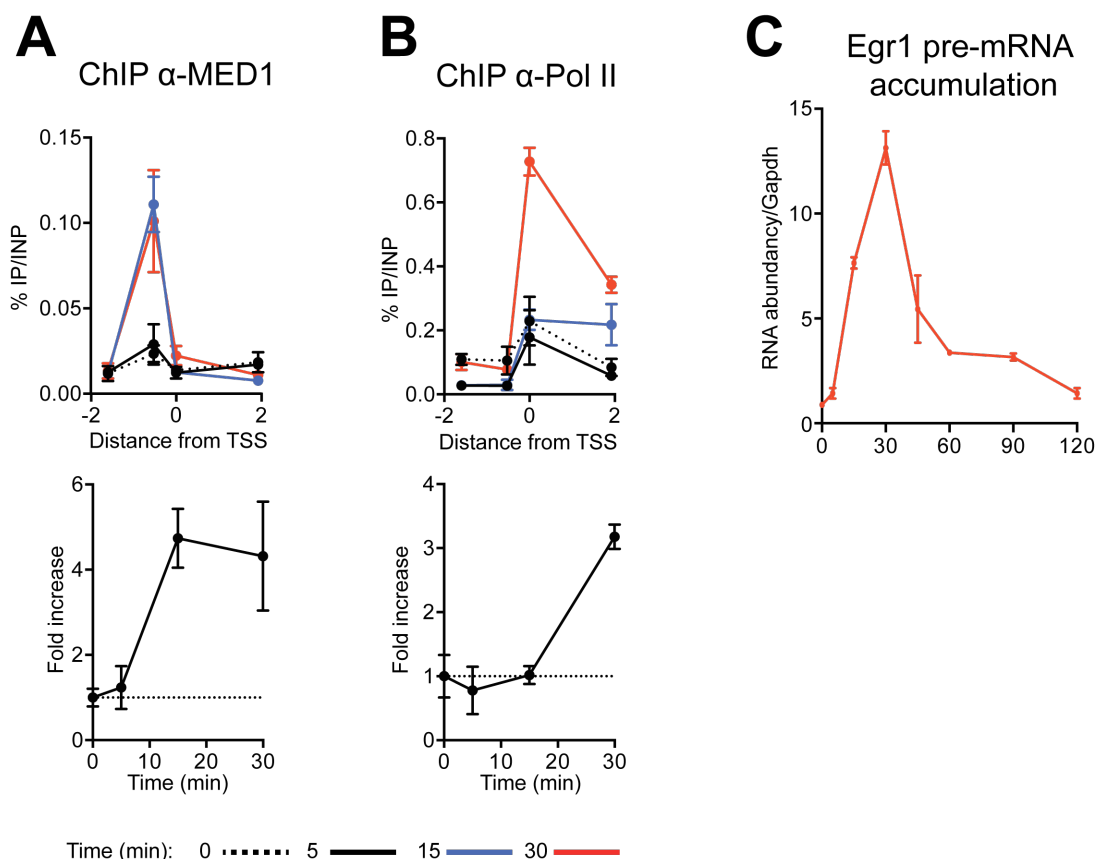 A
ChIP α-MED1
0.15
0.10
0.05
0.00
% IP/INP
-2 0 2
Distance from TSS
6
4
2
0
Fold increase
0 10 20 30
Time (min)
B
ChIP α-Pol II
0.8
0.6
0.4
0.2
0.0
% IP/INP
-2 0 2
Distance from TSS
4
3
2
1
0
Fold increase
0 10 20 30
Time (min)
C
Egr1 pre-mRNA
accumulation
15
10
5
0
RNA abundancy/Gapdh
0 30 60 90 120
Time (min): 0 5 15 30